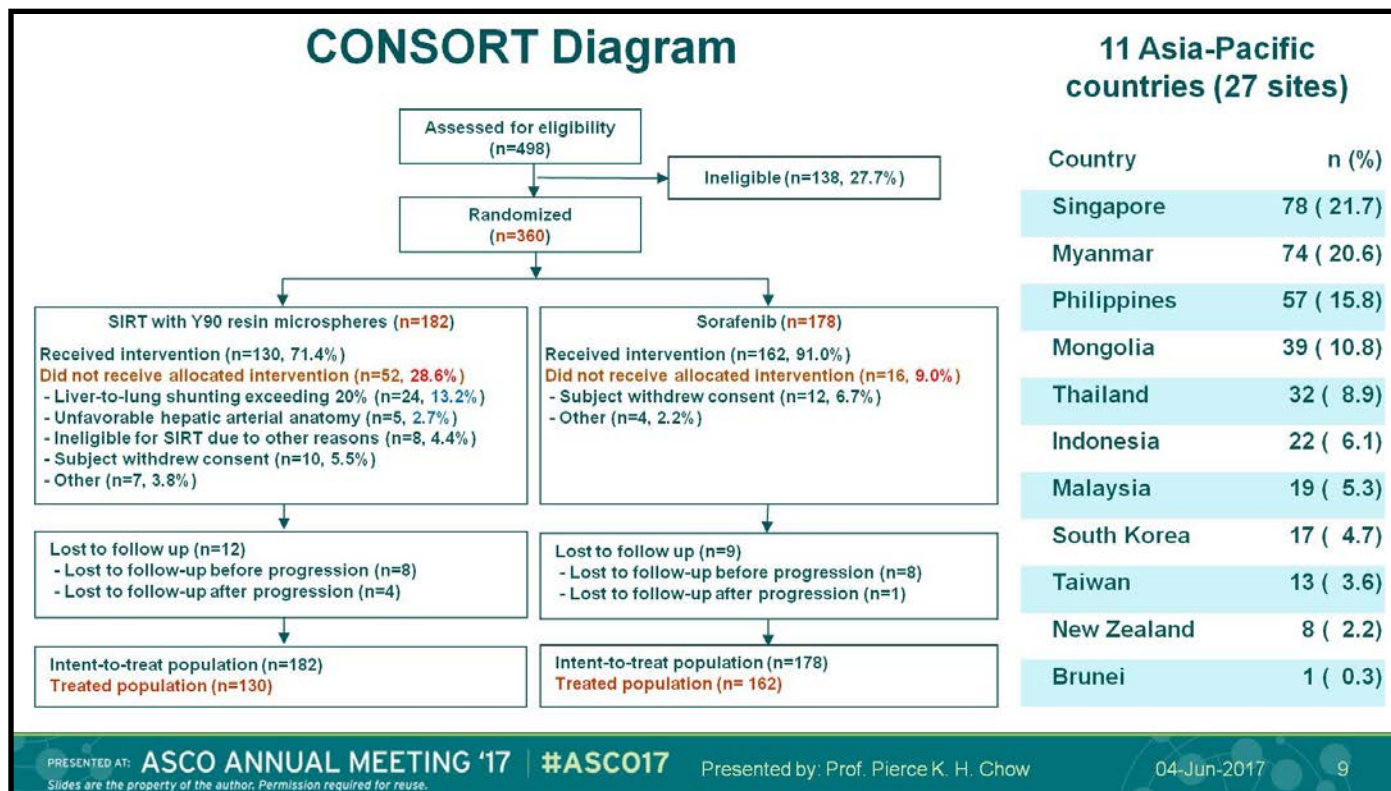 CONSORT Diagram
Assessed for eligibility
(n=498)
Ineligible (n=138, 27.7%)
Randomized
(n=360)
SIRT with Y90 resin microspheres (n=182)
Received intervention (n=130, 71.4%)
Did not receive allocated intervention (n=52, 28.6%)
- Liver-to-lung shunting exceeding 20% (n=24, 13.2%)
- Unfavorable hepatic arterial anatomy (n=5, 2.7%)
- Ineligible for SIRT due to other reasons (n=8, 4.4%)
- Subject withdrew consent (n=10, 5.5%)
- Other (n=7, 3.8%)
Sorafenib (n=178)
Received intervention (n=162, 91.0%)
Did not receive allocated intervention (n=16, 9.0%)
- Subject withdrew consent (n=12, 6.7%)
- Other (n=4, 2.2%)
Lost to follow up (n=12)
- Lost to follow-up before progression (n=8)
- Lost to follow-up after progression (n=4)
Lost to follow up (n=9)
- Lost to follow-up before progression (n=8)
- Lost to follow-up after progression (n=1)
Intent-to-treat population (n=182)
Treated population (n=130)
Intent-to-treat population (n=178)
Treated population (n= 162)
11 Asia-Pacific
countries (27 sites)
Country n (%)
Singapore 78 ( 21.7)
Myanmar 74 ( 20.6)
Philippines 57 ( 15.8)
Mongolia 39 ( 10.8)
Thailand 32 ( 8.9)
Indonesia 22 ( 6.1)
Malaysia 19 ( 5.3)
South Korea 17 ( 4.7)
Taiwan 13 ( 3.6)
New Zealand 8 ( 2.2)
Brunei 1 ( 0.3)
PRESENTED AT: ASCO ANNUAL MEETING '17 | #ASCO17 Presented by: Prof. Pierce K. H. Chow 04-Jun-2017 9
Slides are the property of the author. Permission required for reuse.